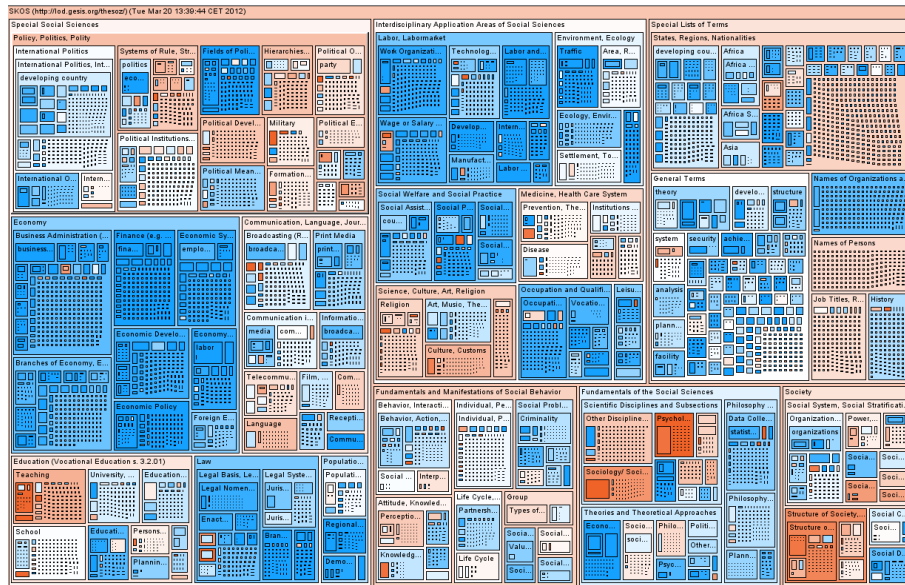 SKOS (http://lod.gesis.org/thesoz/) (Tue Mar 20 13:39:44 CET 2012)
Special Social Sciences
Policy, Politics, Polity
International Politics
International Politics, Int...
developing country
International O...
Intern...
Systems of Rule, Str...
politics
eco...
Political Institutions...
Fields of Poli...
Hierarchies...
Political O...
party
Political Devel...
Military
Political E...
Political Mean...
Formation...
Economy
Business Administration (...
business...
Finance (e.g. ...
fina...
Economic Sy...
emplo...
Economic Develo...
Economy...
labor
Branches of Economy, E...
Economic Policy
Foreign E...
Communication, Language, Jour...
Broadcasting (R...
broadca...
Print Media
print...
Communication i...
media
com...
Informatio...
broadca...
Telecommu...
Film, ...
Com...
Language
Recepti...
Commu...
Education (Vocational Education s. 3.2.01)
Teaching
University, ...
Education...
School
Educati...
Persons...
Plannin...
Law
Legal Basis, Le...
Legal Nomen...
Enact...
Legal Syste...
Juris...
Juris...
Bran...
Populatio...
Populati...
Regional...
Demo...
Interdisciplinary Application Areas of Social Sciences
Labor, Labormarket
Work Organizati...
Technolog...
Labor and...
Wage or Salary ...
Develop...
Intern...
Manufact...
Labor ...
Environment, Ecology
Traffic
Area, R...
Ecology, Envir...
Settlement, To...
Social Welfare and Social Practice
Social Assist...
cou...
Social P...
Social...
Social...
Medicine, Health Care System
Prevention, The...
Institutions ...
Disease
Science, Culture, Art, Religion
Religion
Art, Music, The...
Culture, Customs
Occupation and Qualifi...
Occupati...
Vocatio...
Leisu...
Special Lists of Terms
States, Regions, Nationalities
developing cou...
Africa
Africa ...
Africa S...
Asia
Africa
General Terms
theory
develo...
structure
system
security
achie...
analysis
plann...
facility
Names of Organizations a...
Names of Persons
Job Titles, R...
History
Fundamentals and Manifestations of Social Behavior
Behavior, Interacti...
Behavior, Action...
Social ...
Interp...
Individual, Pe...
Individual, P...
Social Probl...
Criminality
Attitude, Knowled...
Perceptio...
Knowledg...
Life Cycle, ...
Partnersh...
Life Cycle
Group
Types of...
Socia...
Valu...
Socia...
Social...
Social...
Fundamentals of the Social Sciences
Scientific Disciplines and Subsections
Other Discipline...
Psychol...
Sociology/ Soci...
Philosophy ...
Data Colle...
statist...
Theories and Theoretical Approaches
Econo...
Socio...
soci...
Philo...
Psyc...
Politi...
Other...
Philosophy...
Plann...
Society
Social System, Social Stratificat...
Organization...
organizations
Power, ...
Socia...
Socia...
Socia...
Structure of Society,...
Structure o...
Social C...
Soci...
Social D...